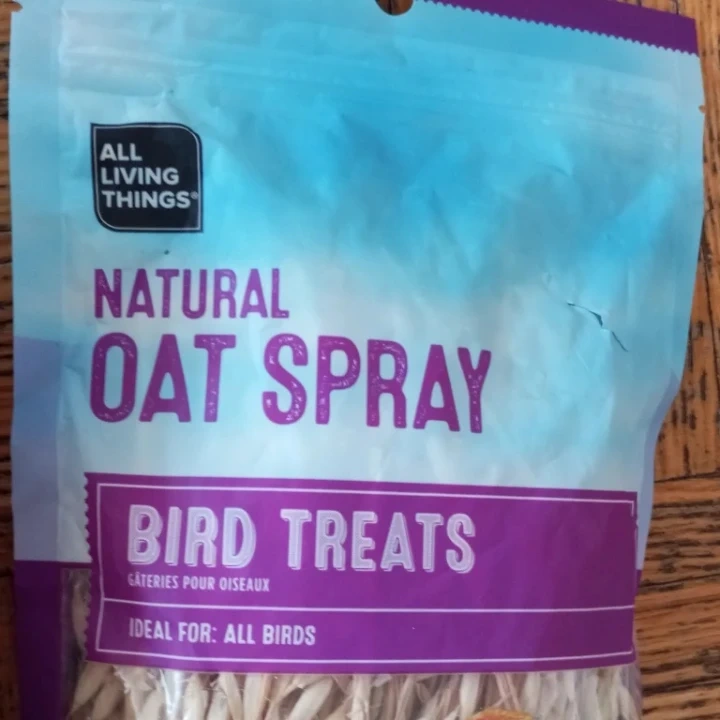 ALL
LIVING
THINGS®
NATURAL
OAT SPRAY
BIRD TREATS
GÂTERIES POUR OISEAUX
IDEAL FOR: ALL BIRDS